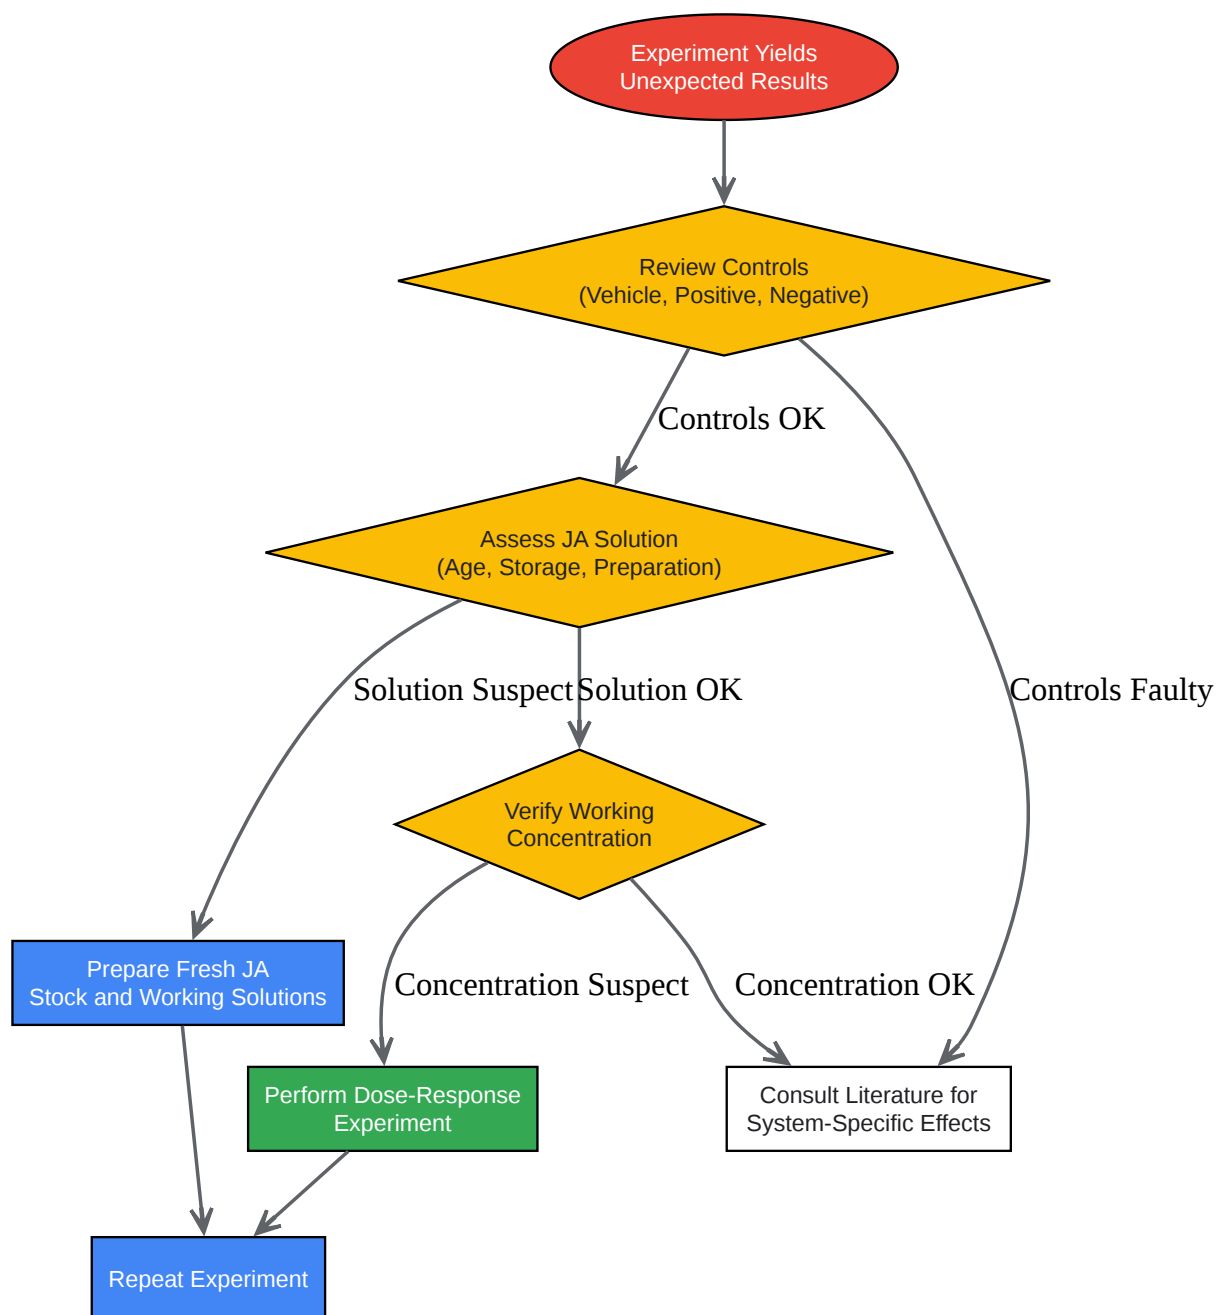 Experiment Yields
Unexpected Results
Review Controls
(Vehicle, Positive, Negative)
Controls OK
Assess JA Solution
(Age, Storage, Preparation)
Solution Suspect
Solution OK
Controls Faulty
Verify Working
Concentration
Prepare Fresh JA
Stock and Working Solutions
Concentration Suspect
Concentration OK
Perform Dose-Response
Experiment
Consult Literature for
System-Specific Effects
Repeat Experiment